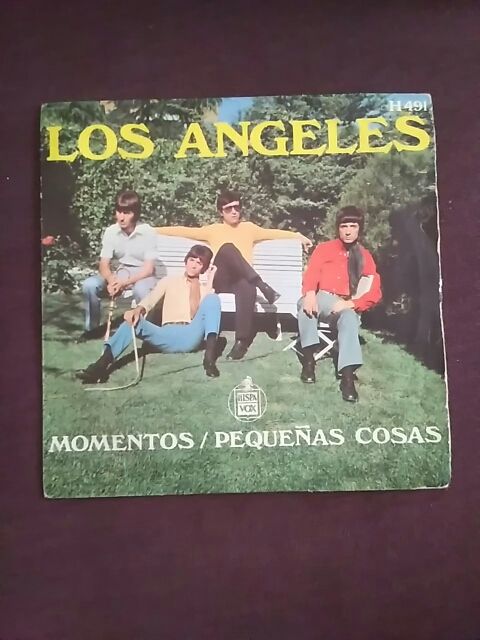 H 491
LOS ANGELES
HISPA
VOX
MOMENTOS / PEQUEÑAS COSAS